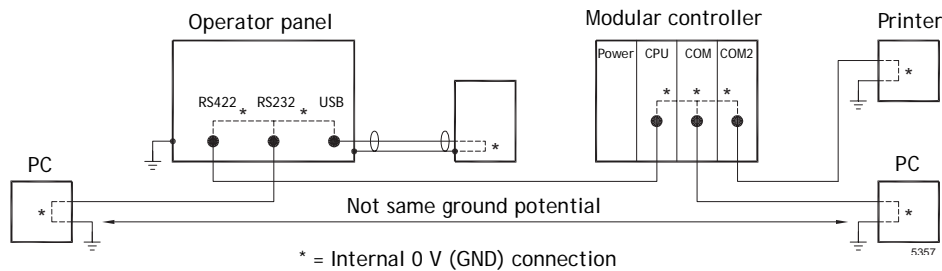 Operator panel
Modular controller
Printer
Power CPU COM COM2
* * * *
RS422 * RS232 * USB
*
PC
PC
*
Not same ground potential
*
5357
* = Internal 0 V (GND) connection